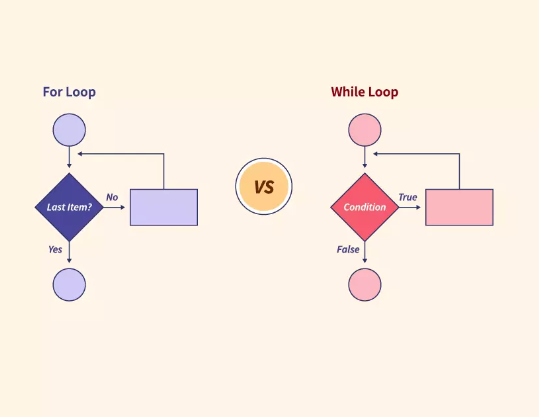 For Loop
While Loop
VS
Last Item?
No
Condition
True
Yes
False